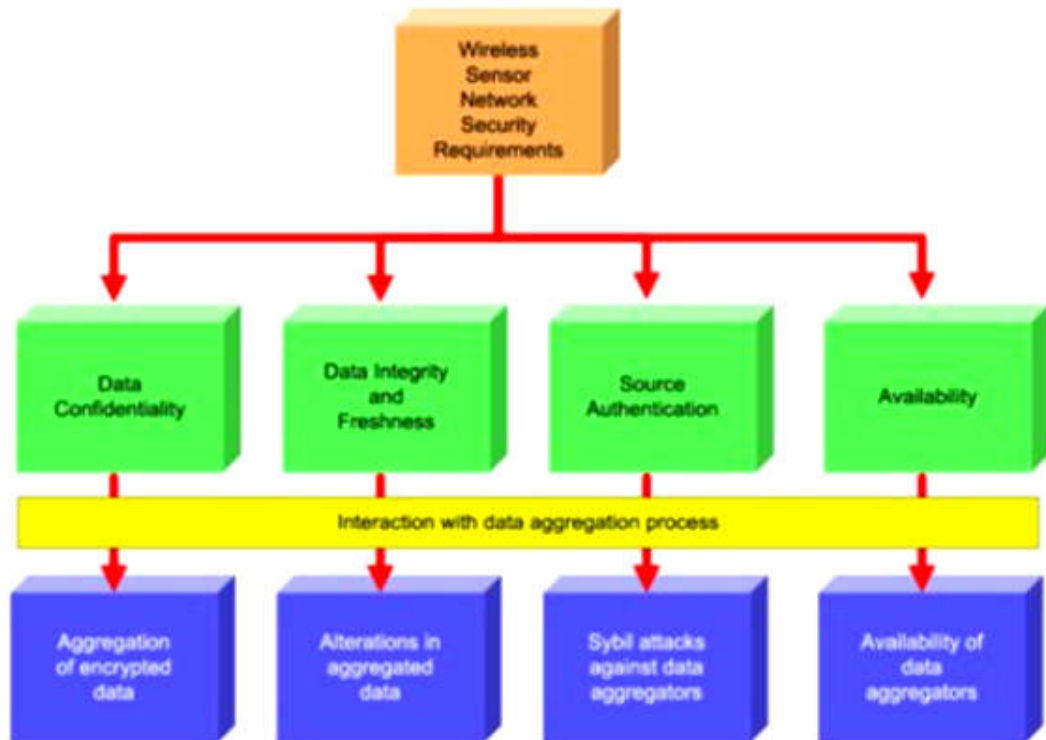 Wireless
Sensor
Network
Security
Requirements
Data
Confidentiality
Data Integrity
and
Freshness
Source
Authentication
Availability
Interaction with data aggregation process
Aggregation
of encrypted
data
Alterations in
aggregated
data
Sybil attacks
against data
aggregators
Availability of
data
aggregators